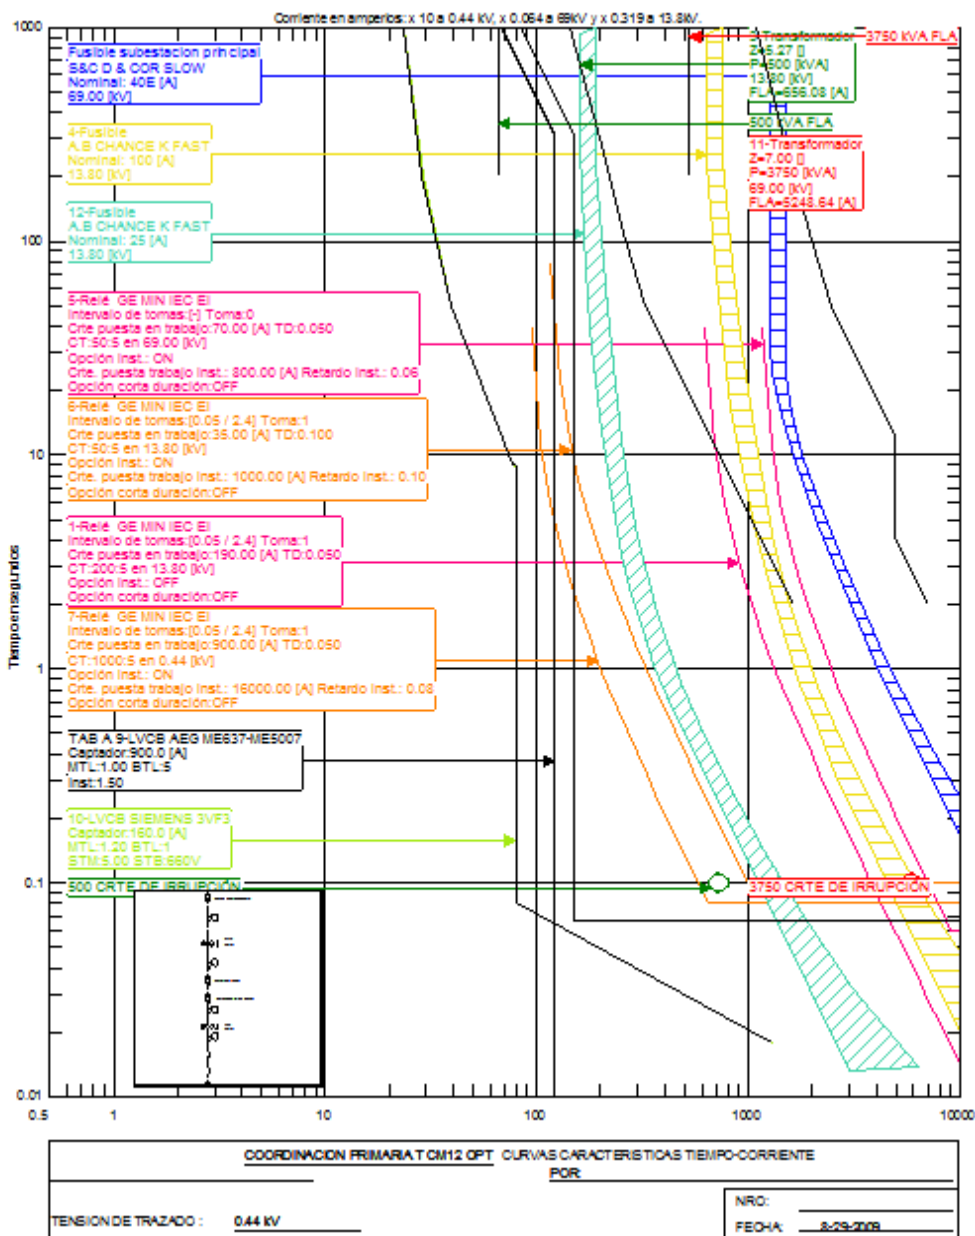 Corriente en amperios: x 10 a 0.44 kV, x 0.064 a 69kV y x 0.319 a 13.8kV.
1000
Fusible subestacion principal
S&C D & COR SLOW
Nominal: 40E [A]
69.00 [kV]
3-Transformador
Z=5.27 []
P=500 [kVA]
13.80 [kV]
FLA=656.08 [A]
3750 kVA FLA
500 kVA FLA
4-Fusible
A.B CHANCE K FAST
Nominal: 100 [A]
13.80 [kV]
11-Transformador
Z=7.00 []
P=3750 [kVA]
69.00 [kV]
FLA=5248.64 [A]
12-Fusible
A.B CHANCE K FAST
Nominal: 25 [A]
13.80 [kV]
100
5-Relé GE MIN IEC EI
Intervalo de tomas:[-] Toma:0
Crte puesta en trabajo:70.00 [A] TD:0.050
CT:50:5 en 69.00 [kV]
Opción Inst.: ON
Crte. puesta trabajo Inst.: 800.00 [A] Retardo Inst.: 0.06
Opción corta duración:OFF
6-Relé GE MIN IEC EI
Intervalo de tomas:[0.05 / 2.4] Toma:1
Crte puesta en trabajo:35.00 [A] TD:0.100
CT:50:5 en 13.80 [kV]
Opción Inst.: ON
Crte. puesta trabajo Inst.: 1000.00 [A] Retardo Inst.: 0.10
Opción corta duración:OFF
10
1-Relé GE MIN IEC EI
Intervalo de tomas:[0.05 / 2.4] Toma:1
Crte puesta en trabajo:190.00 [A] TD:0.050
CT:200:5 en 13.80 [kV]
Opción Inst.: OFF
Opción corta duración:OFF
7-Relé GE MIN IEC EI
Intervalo de tomas:[0.05 / 2.4] Toma:1
Crte puesta en trabajo:900.00 [A] TD:0.050
CT:1000:5 en 0.44 [kV]
Opción Inst.: ON
Crte. puesta trabajo Inst.: 16000.00 [A] Retardo Inst.: 0.08
Opción corta duración:OFF
Tiempo en segundos
1
TAB A 9-LVCB AEG ME637-ME5007
Captador:900.0 [A]
MTL:1.00 BTL:5
Inst:1.50
10-LVCB SIEMENS 3VF3
Captador:160.0 [A]
MTL:1.20 BTL:1
STM:5.00 STB:660V
0.1
500 CRTE DE IRRUPCIÓN
3750 CRTE DE IRRUPCIÓN
0.01
0.5 1 10 100 1000 10000
COORDINACION PRIMARIA T CM12 OPT CURVAS CARACTERISTICAS TIEMPO-CORRIENTE
POR:
TENSION DE TRAZADO : 0.44 kV
NRO:
FECHA: 8-29-2009